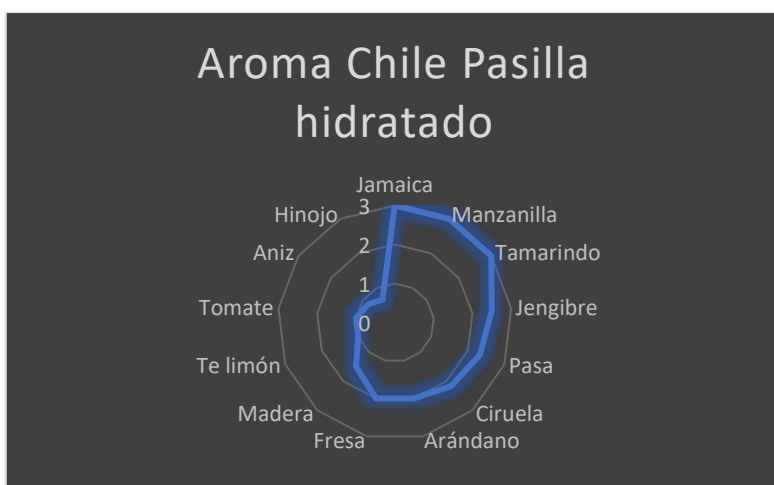 Aroma Chile Pasilla
hidratado
Jamaica
Manzanilla
Tamarindo
Jengibre
Pasa
Ciruela
Arándano
Fresa
Madera
Te limón
Tomate
Aniz
Hinojo
3
2
1
0